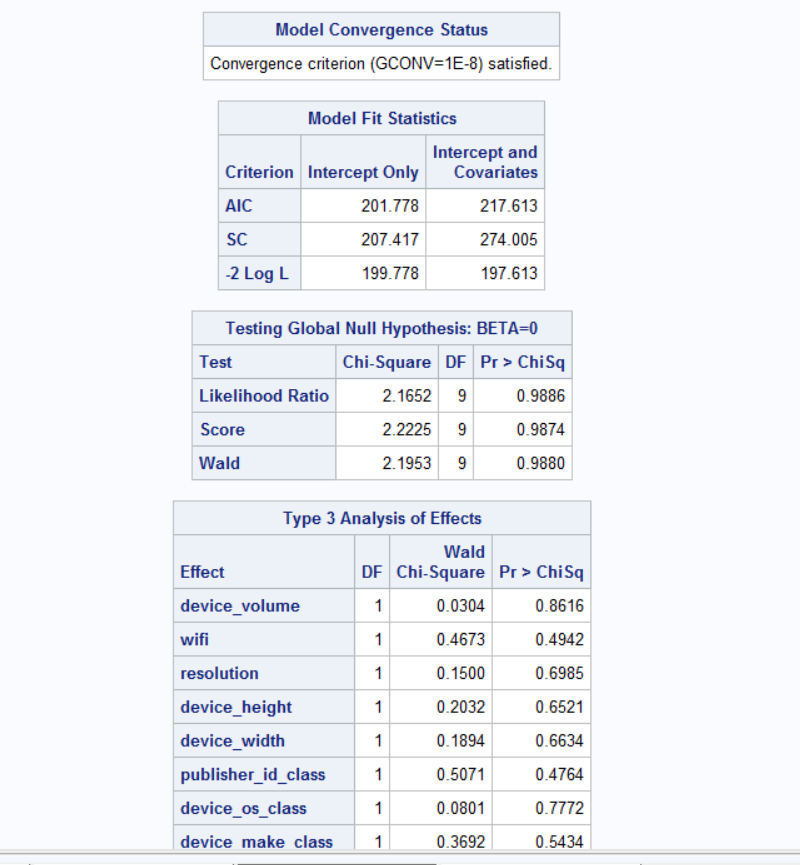 Model Convergence Status
Convergence criterion (GCONV=1E-8) satisfied.
Model Fit Statistics
Criterion Intercept Only Intercept and Covariates
AIC 201.778 217.613
SC 207.417 274.005
-2 Log L 199.778 197.613
Testing Global Null Hypothesis: BETA=0
Test Chi-Square DF Pr > ChiSq
Likelihood Ratio 2.1652 9 0.9886
Score 2.2225 9 0.9874
Wald 2.1953 9 0.9880
Type 3 Analysis of Effects
Effect DF Wald Chi-Square Pr > ChiSq
device_volume 1 0.0304 0.8616
wifi 1 0.4673 0.4942
resolution 1 0.1500 0.6985
device_height 1 0.2032 0.6521
device_width 1 0.1894 0.6634
publisher_id_class 1 0.5071 0.4764
device_os_class 1 0.0801 0.7772
device_make_class 1 0.3692 0.5434